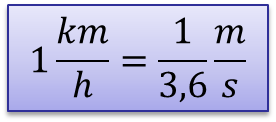 1 km/h = 1/3,6 m/s